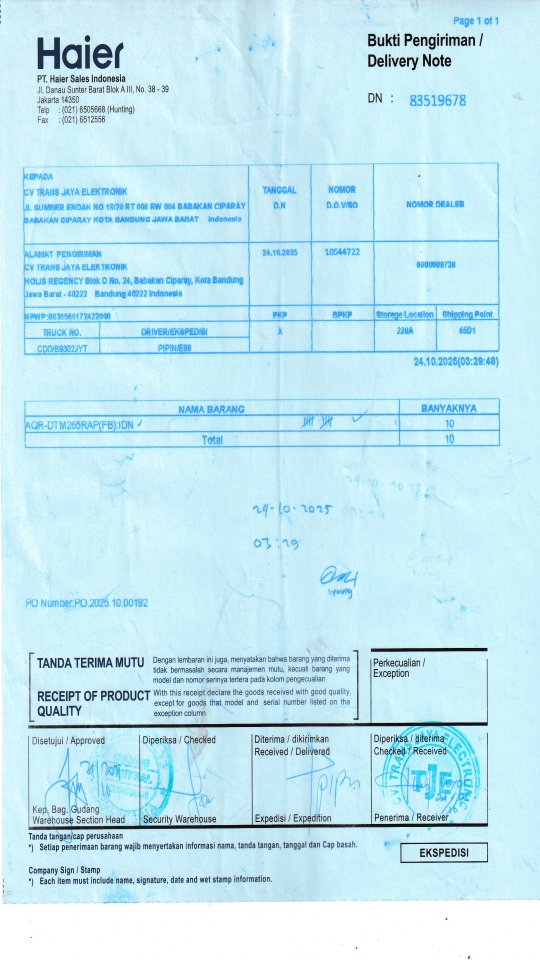 Page 1 of 1
Haier
Bukti Pengiriman /
Delivery Note
PT. Haier Sales Indonesia
Jl. Danau Sunter Barat Blok A III, No. 38 - 39
Jakarta 14350
Telp : (021) 6505668 (Hunting)
Fax : (021) 6512556
DN : 83519678
KEPADA
CV TRANS JAYA ELEKTRONIK
JL SUMBER ENDAH NO 18/20 RT 006 RW 004 BABAKAN CIPARAY
BABAKAN CIPARAY KOTA BANDUNG JAWA BARAT Indonesia
TANGGAL
D.N
NOMOR
D.O.V/SO
NOMOR DEALER
ALAMAT PENGIRIMAN
CV TRANS JAYA ELEKTRONIK
HOLIS REGENCY Blok D No. 24, Babakan Ciparay, Kota Bandung
Jawa Barat - 40222 Bandung 40222 Indonesia
24.10.2025
10544722
PKP
BPKP
Storege Location
Shipping Point
TRUCK NO.
DRIVER/EKSPEDISI
X
220A
65D1
CDD/B9302JYT
PIPIN/E99
24.10.2025(03:29:48)
NAMA BARANG
BANYAKNYA
AQR-DTM265RAP(FB):IDN ✓
10
Total
10
24-10-2025
03:29
PO Number:PO.2025.10.00192
TANDA TERIMA MUTU
Dengan lembaran ini juga, menyatakan bahwa barang yang diterima
tidak bermasalah secara manajemen mutu, kecuali barang yang
model dan nomor serinya tertera pada kolom pengecualian
RECEIPT OF PRODUCT
QUALITY
With this receipt declare the goods received with good quality,
except for goods that model and serial number listed on the
exception column
Perkecualian /
Exception
Disetujui / Approved
Diperiksa / Checked
Diterima / dikirimkan
Received / Delivered
Diperiksa / diterima
Checked / Received
TJE
pipin
Kep. Bag. Gudang
Warehouse Section Head
Security Warehouse
Expedisi / Expedition
Penerima / Receiver
Tanda tangan/cap perusahaan
*) Setiap penerimaan barang wajib menyertakan informasi nama, tanda tangan, tanggal dan Cap basah.
EKSPEDISI
Company Sign / Stamp
*) Each item must include name, signature, date and wet stamp information.